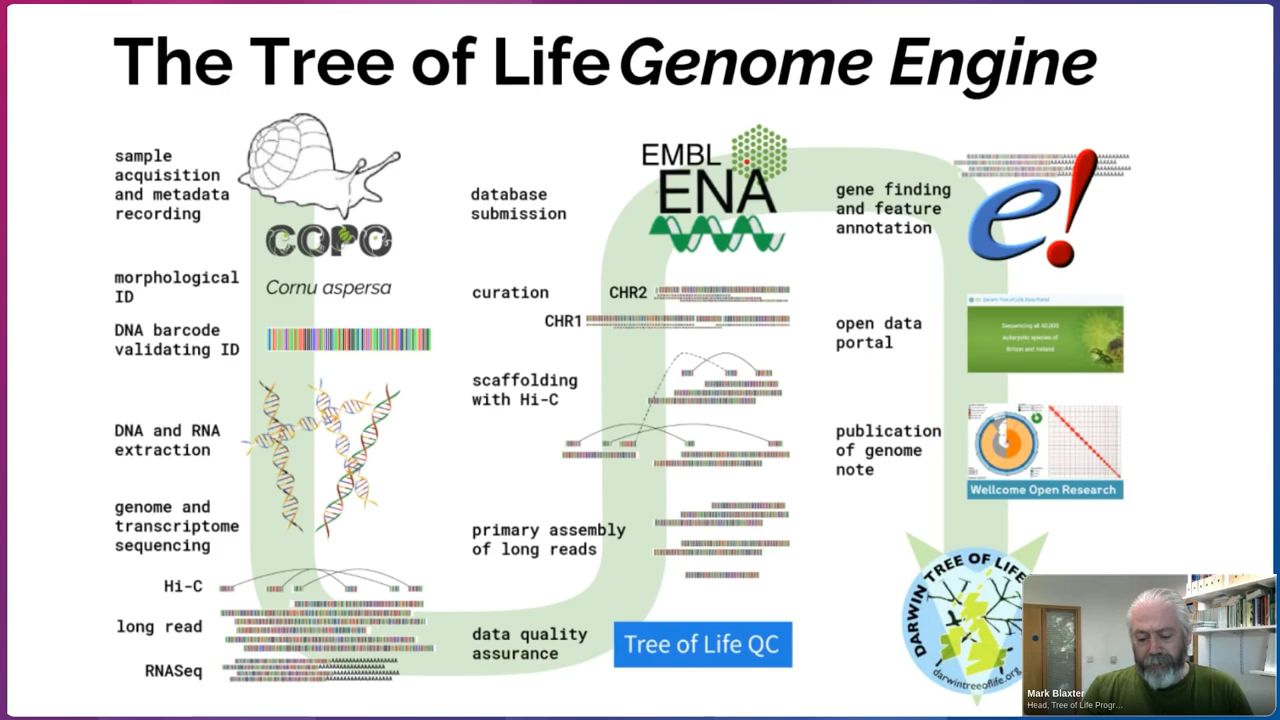 The Tree of Life Genome Engine
sample
acquisition
and metadata
recording
COPO
Cornu aspersa
morphological
ID
DNA barcode
validating ID
DNA and RNA
extraction
genome and
transcriptome
sequencing
Hi-C
long read
RNASeq
database
submission
EMBL
ENA
curation
CHR2
CHR1
scaffolding
with Hi-C
primary assembly
of long reads
data quality
assurance
Tree of Life QC
gene finding
and feature
annotation
e!
open data
portal
Darwin Tree of Life Data Portal
Sequencing all 70,000
eukaryotic species of
Britain and Ireland
publication
of genome
note
Wellcome Open Research
DARWIN TREE OF LIFE
darwintreeoflife.org
Mark Blaxter
Head, Tree of Life Progr…